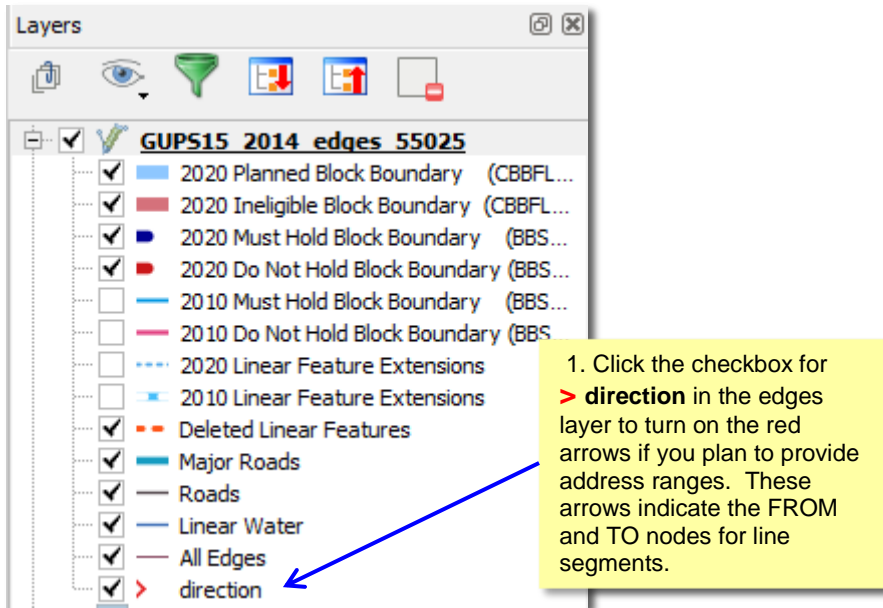 Layers
GUPS15_2014_edges_55025
2020 Planned Block Boundary (CBBFL...
2020 Ineligible Block Boundary (CBBFL...
2020 Must Hold Block Boundary (BBS...
2020 Do Not Hold Block Boundary (BBS...
2010 Must Hold Block Boundary (BBS...
2010 Do Not Hold Block Boundary (BBS...
2020 Linear Feature Extensions
2010 Linear Feature Extensions
Deleted Linear Features
Major Roads
Roads
Linear Water
All Edges
direction
1. Click the checkbox for
> direction in the edges
layer to turn on the red
arrows if you plan to provide
address ranges. These
arrows indicate the FROM
and TO nodes for line
segments.